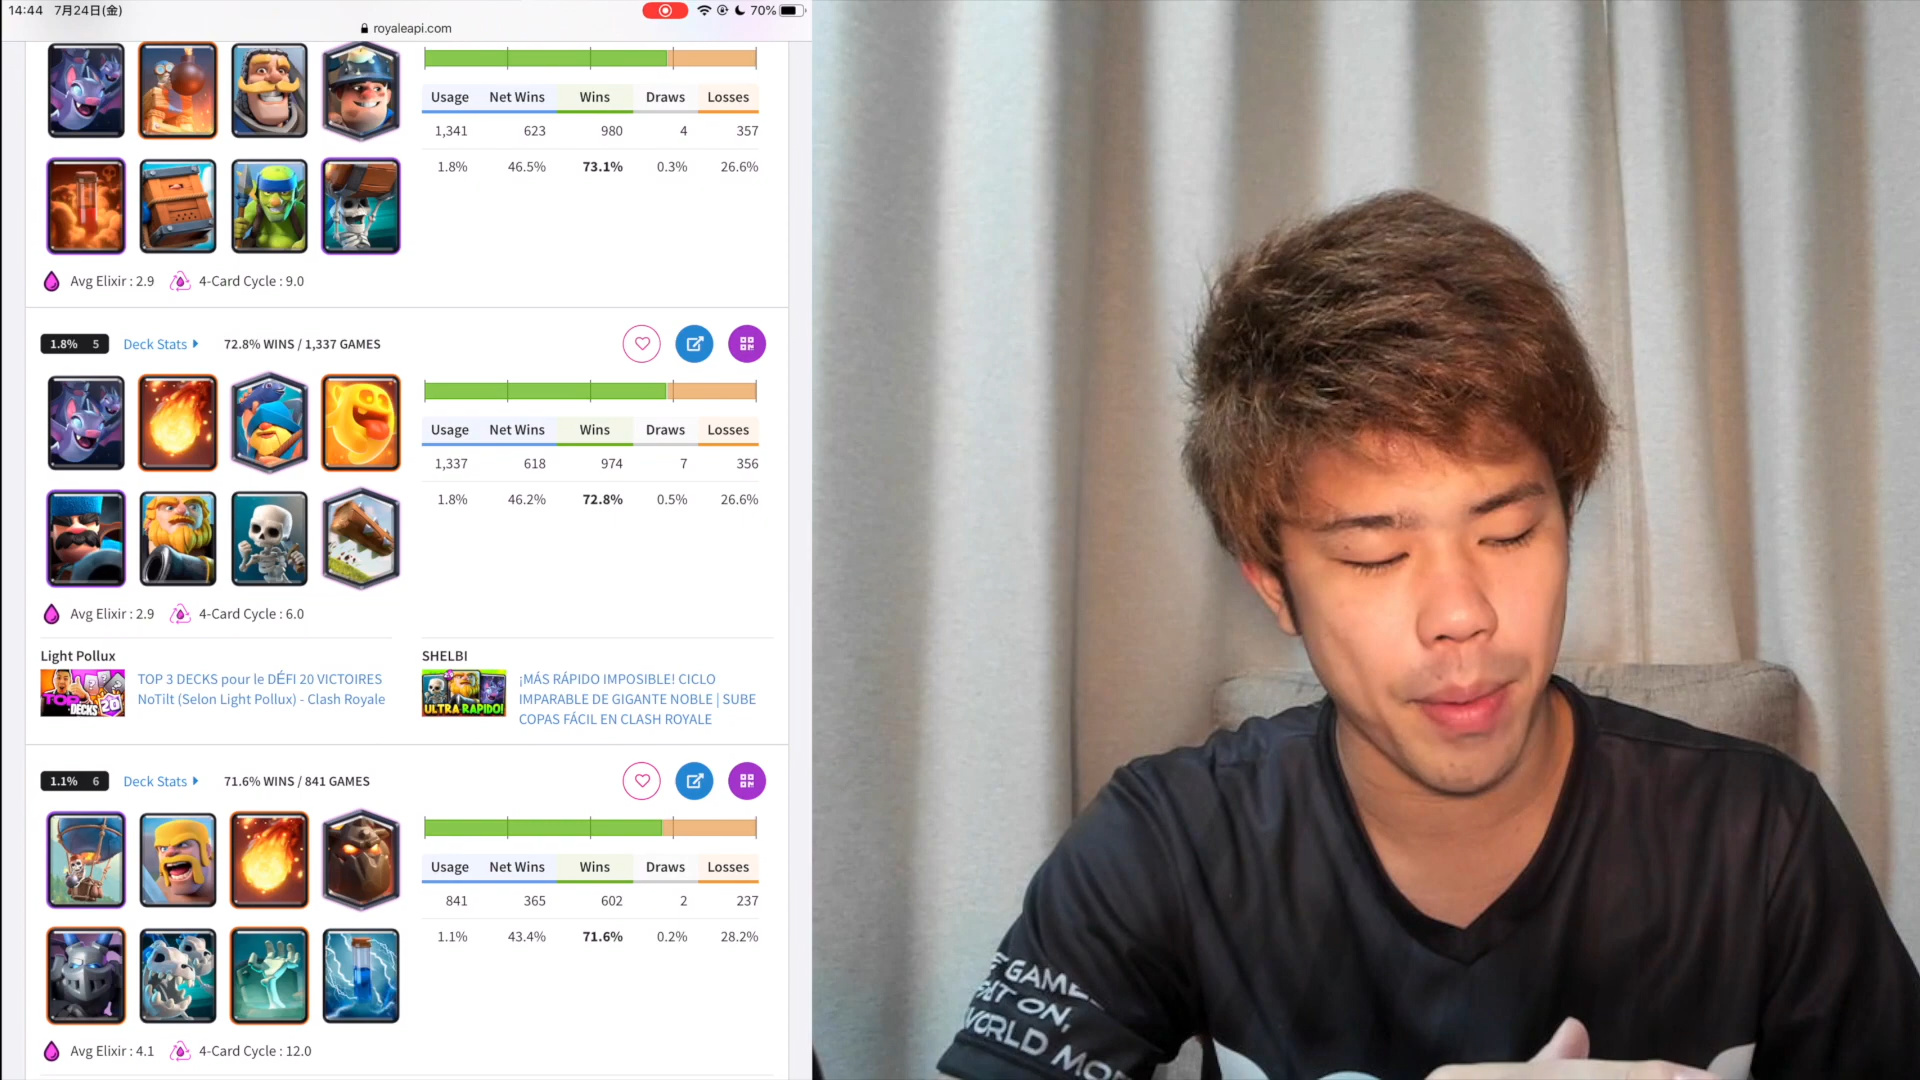 14:44 7月24日(金)
70%
royaleapi.com
Usage Net Wins Wins Draws Losses
1,341 623 980 4 357
1.8% 46.5% 73.1% 0.3% 26.6%
Avg Elixir : 2.9 4-Card Cycle : 9.0
1.8% 5 Deck Stats 72.8% WINS / 1,337 GAMES
Usage Net Wins Wins Draws Losses
1,337 618 974 7 356
1.8% 46.2% 72.8% 0.5% 26.6%
Avg Elixir : 2.9 4-Card Cycle : 6.0
Light Pollux
TOP 3 DECKS pour le DÉFI 20 VICTOIRES
NoTilt (Selon Light Pollux) - Clash Royale
TOP
DECKS 20
SHELBI
¡MÁS RÁPIDO IMPOSIBLE! CICLO
IMPARABLE DE GIGANTE NOBLE | SUBE
COPAS FÁCIL EN CLASH ROYALE
ULTRA RAPIDO!
1.1% 6 Deck Stats 71.6% WINS / 841 GAMES
Usage Net Wins Wins Draws Losses
841 365 602 2 237
1.1% 43.4% 71.6% 0.2% 28.2%
Avg Elixir : 4.1 4-Card Cycle : 12.0
GAME
ON,
WORLD